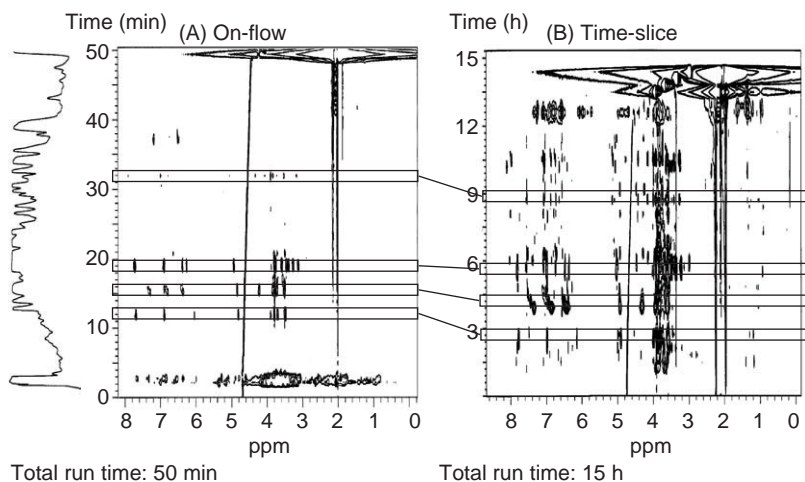 Time (min)
(A) On-flow
Time (h)
(B) Time-slice
50
40
30
20
10
0
15
12
9
6
3
8 7 6 5 4 3 2 1 0
ppm
8 7 6 5 4 3 2 1 0
ppm
Total run time: 50 min
Total run time: 15 h